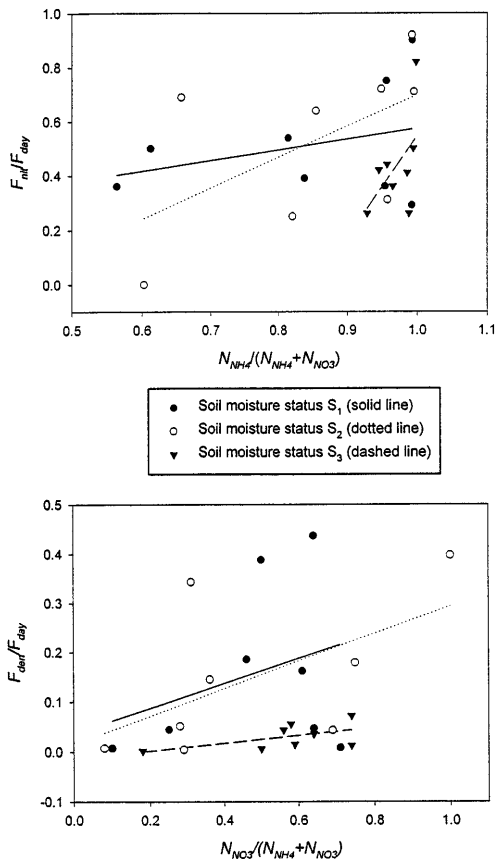 1.0
0.8
0.6
0.4
0.2
0.0
F_nit/F_day
0.5 0.6 0.7 0.8 0.9 1.0 1.1
N_NH4/(N_NH4+N_NO3)
Soil moisture status S_1 (solid line)
Soil moisture status S_2 (dotted line)
Soil moisture status S_3 (dashed line)
0.5
0.4
0.3
0.2
0.1
0.0
-0.1
F_den/F_day
0.0 0.2 0.4 0.6 0.8 1.0
N_NO3/(N_NH4+N_NO3)